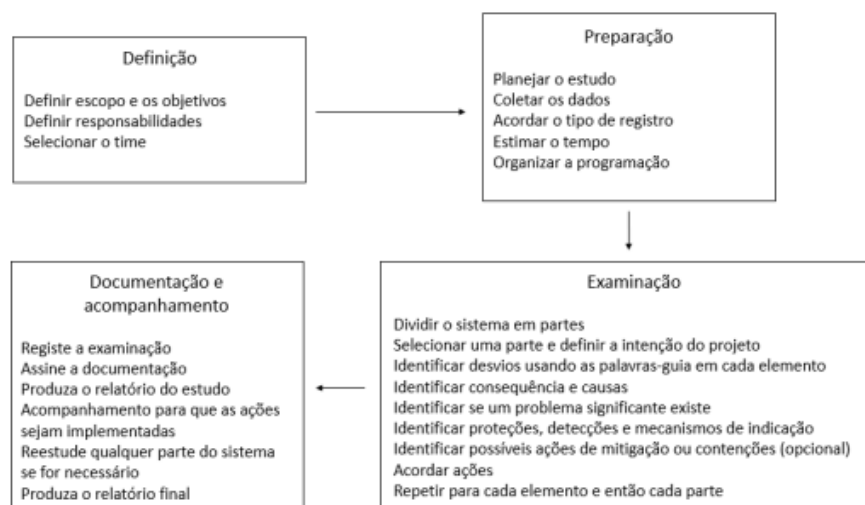 Definição
Definir escopo e os objetivos
Definir responsabilidades
Selecionar o time
Preparação
Planejar o estudo
Coletar os dados
Acordar o tipo de registro
Estimar o tempo
Organizar a programação
Examinação
Dividir o sistema em partes
Selecionar uma parte e definir a intenção do projeto
Identificar desvios usando as palavras-guia em cada elemento
Identificar consequência e causas
Identificar se um problema significante existe
Identificar proteções, detecções e mecanismos de indicação
Identificar possíveis ações de mitigação ou contenções (opcional)
Acordar ações
Repetir para cada elemento e então cada parte
Documentação e
acompanhamento
Registe a examinação
Assine a documentação
Produza o relatório do estudo
Acompanhamento para que as ações
sejam implementadas
Reestude qualquer parte do sistema
se for necessário
Produza o relatório final